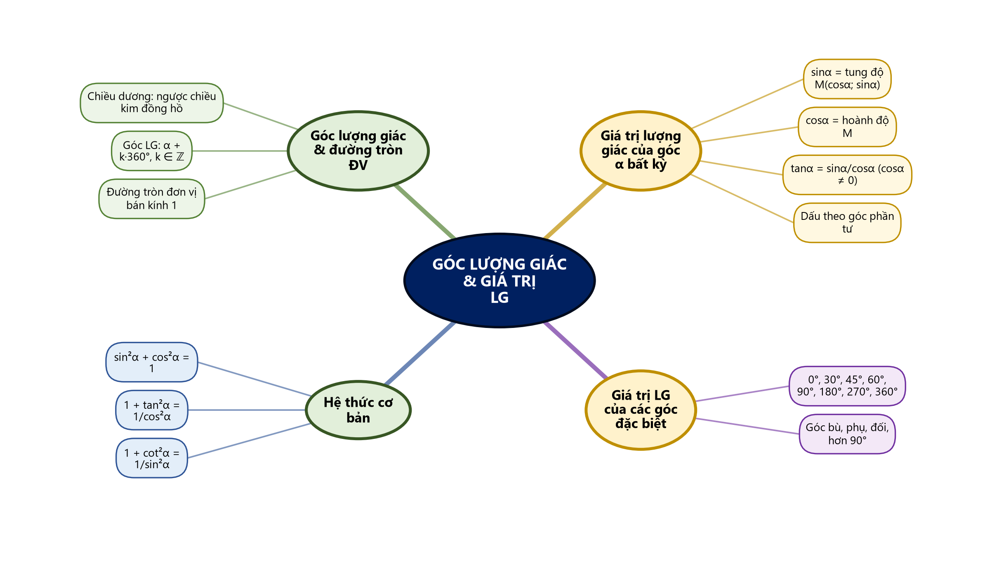 Chiều dương: ngược chiều
kim đồng hồ
Góc LG: α +
k·360°, k ∈ ℤ
Đường tròn đơn vị
bán kính 1
Góc lượng giác
& đường tròn
ĐV
Giá trị lượng
giác của góc
α bất kỳ
sinα = tung độ
M(cosα; sinα)
cosα = hoành độ
M
tanα = sinα/cosα (cosα
≠ 0)
Dấu theo góc phần
tư
GÓC LƯỢNG GIÁC
& GIÁ TRỊ
LG
sin²α + cos²α =
1
1 + tan²α =
1/cos²α
1 + cot²α =
1/sin²α
Hệ thức cơ
bản
Giá trị LG
của các góc
đặc biệt
0°, 30°, 45°, 60°,
90°, 180°, 270°, 360°
Góc bù, phụ, đối,
hơn 90°